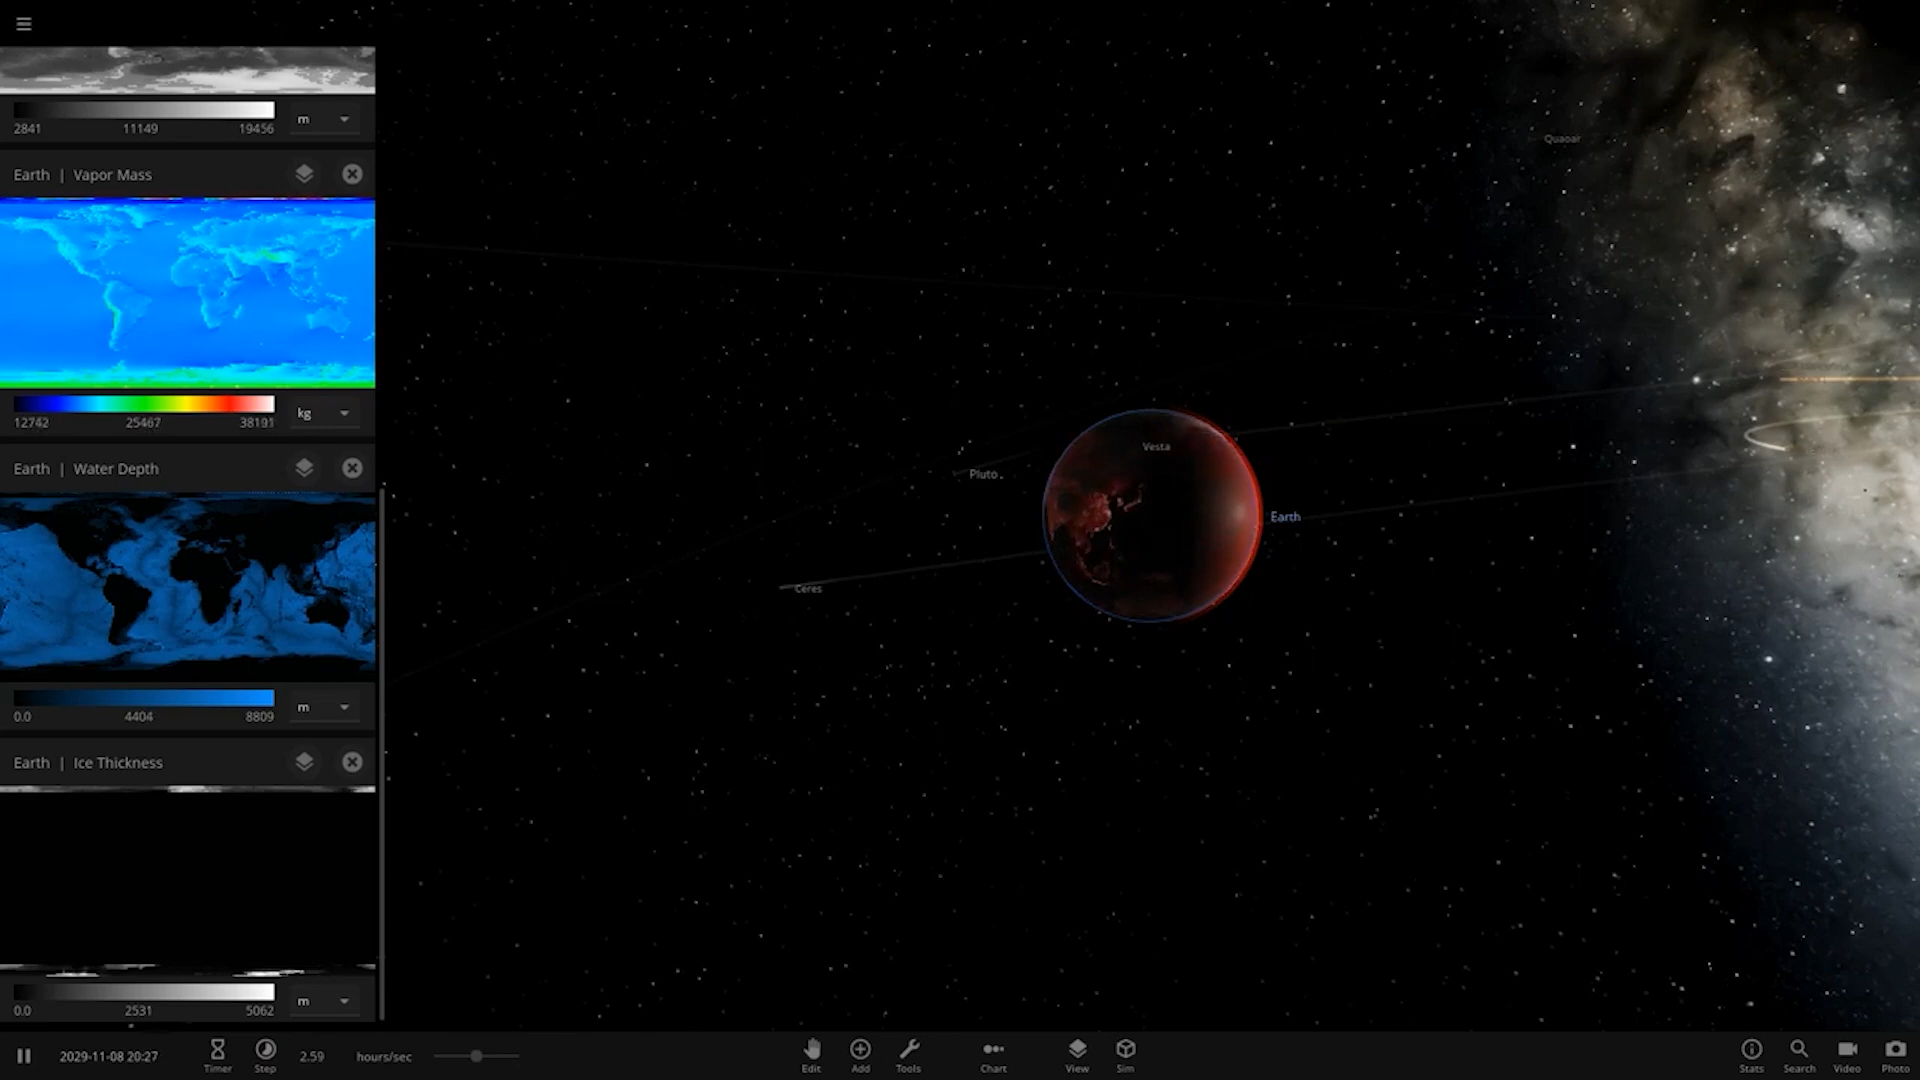 2841 11149 19456 m
Earth | Vapor Mass
12742 25467 38191 kg
Earth | Water Depth
0.0 4404 8809 m
Earth | Ice Thickness
0.0 2531 5062 m
Quaoar
Vesta
Pluto
Earth
Ceres
2029-11-08 20:27 Timer Step 2.59 hours/sec Edit Add Tools Chart View Sim Stats Search Video Photo